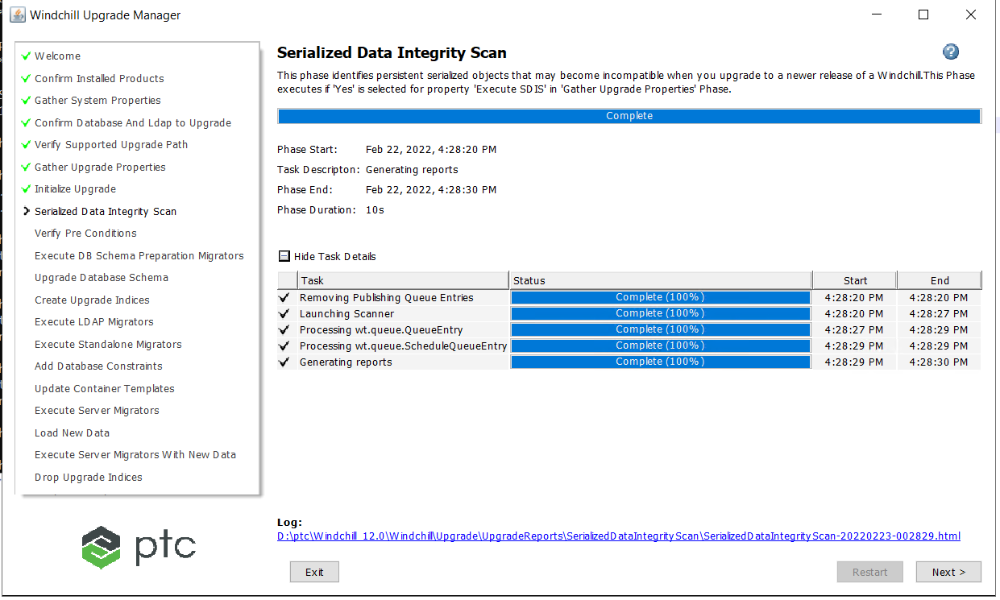 Windchill Upgrade Manager
Welcome
Confirm Installed Products
Gather System Properties
Confirm Database And Ldap to Upgrade
Verify Supported Upgrade Path
Gather Upgrade Properties
Initialize Upgrade
Serialized Data Integrity Scan
Verify Pre Conditions
Execute DB Schema Preparation Migrators
Upgrade Database Schema
Create Upgrade Indices
Execute LDAP Migrators
Execute Standalone Migrators
Add Database Constraints
Update Container Templates
Execute Server Migrators
Load New Data
Execute Server Migrators With New Data
Drop Upgrade Indices
ptc
Serialized Data Integrity Scan
?
This phase identifies persistent serialized objects that may become incompatible when you upgrade to a newer release of a Windchill.This Phase
executes if 'Yes' is selected for property 'Execute SDIS' in 'Gather Upgrade Properties' Phase.
Complete
Phase Start: Feb 22, 2022, 4:28:20 PM
Task Descripton: Generating reports
Phase End: Feb 22, 2022, 4:28:30 PM
Phase Duration: 10s
Hide Task Details
Task Status Start End
Removing Publishing Queue Entries Complete (100%) 4:28:20 PM 4:28:20 PM
Launching Scanner Complete (100%) 4:28:20 PM 4:28:27 PM
Processing wt.queue.QueueEntry Complete (100%) 4:28:27 PM 4:28:29 PM
Processing wt.queue.ScheduleQueueEntry Complete (100%) 4:28:29 PM 4:28:29 PM
Generating reports Complete (100%) 4:28:29 PM 4:28:30 PM
Log:
D:\ptc\Windchill_12.0\Windchill\Upgrade\UpgradeReports\SerializedDataIntegrityScan\SerializedDataIntegrityScan-20220223-002829.html
Exit
Restart
Next >